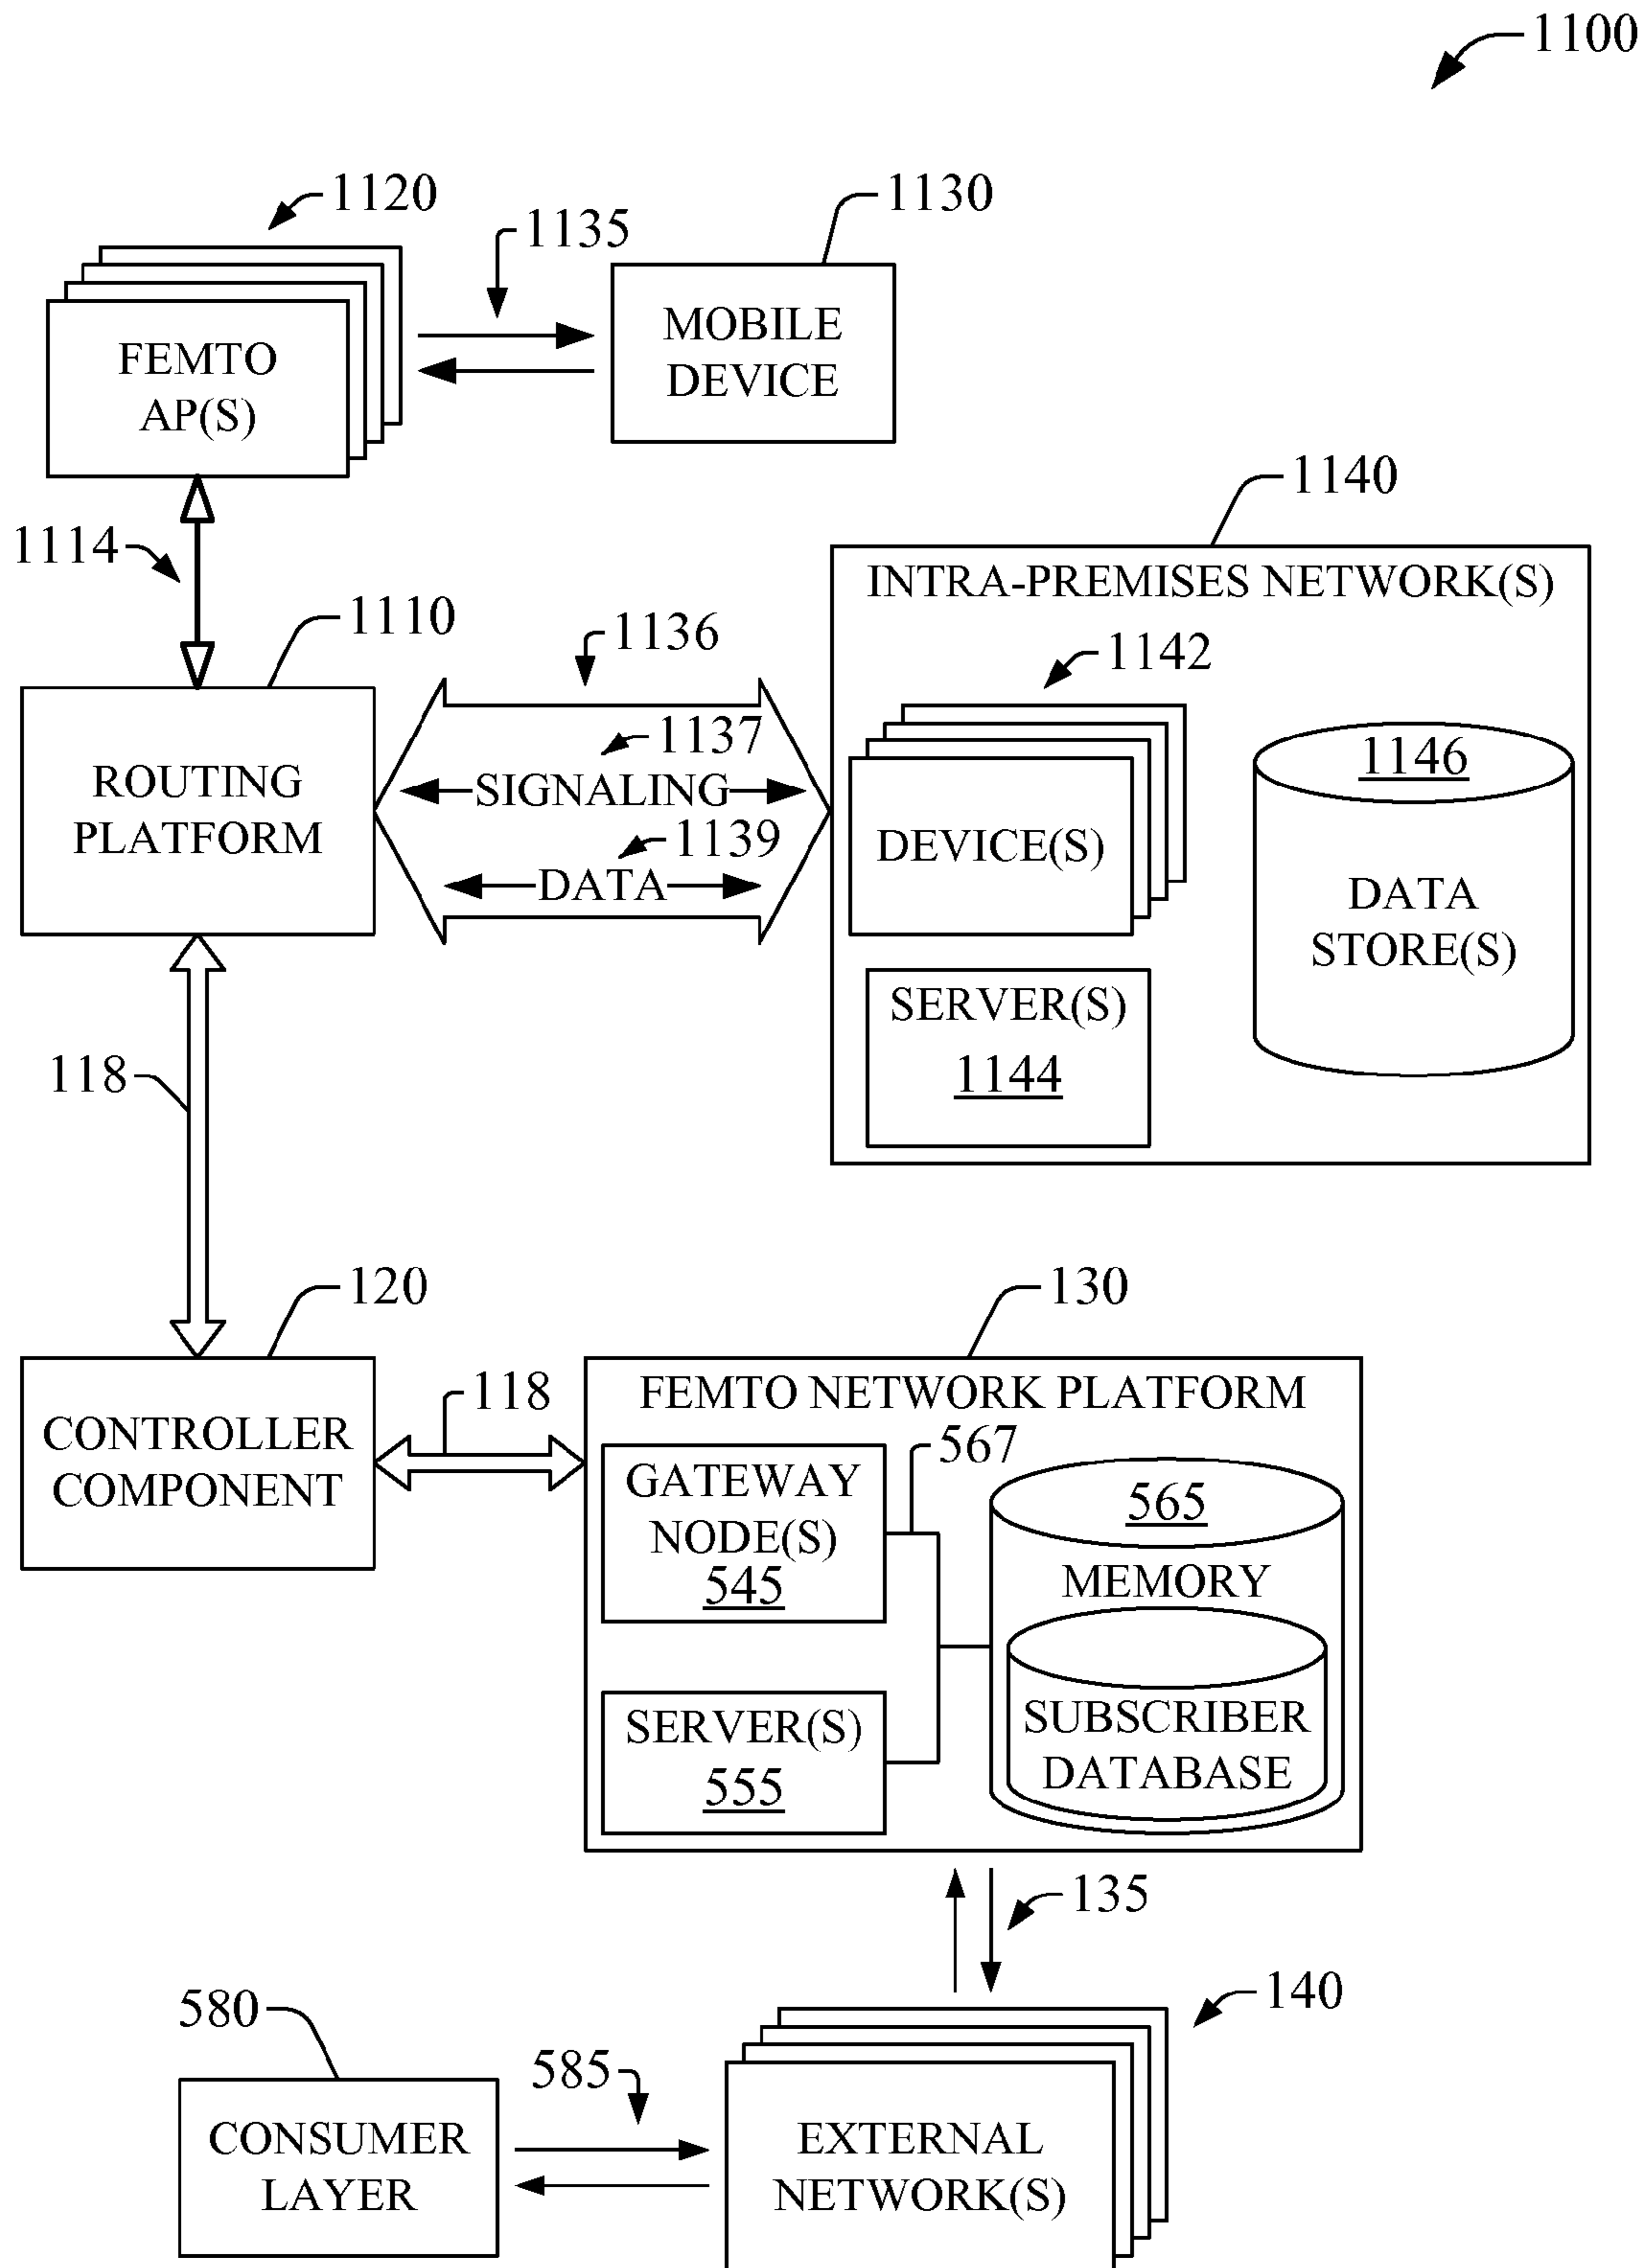 1100
1120
1135
1130
FEMTO
AP(S)
MOBILE
DEVICE
1114
1140
INTRA-PREMISES NETWORK(S)
1110
1136
1142
ROUTING
PLATFORM
1137
SIGNALING
1139
DATA
DEVICE(S)
1146
DATA
STORE(S)
SERVER(S)
1144
118
120
130
CONTROLLER
COMPONENT
118
FEMTO NETWORK PLATFORM
567
GATEWAY
NODE(S)
545
565
MEMORY
SERVER(S)
555
SUBSCRIBER
DATABASE
135
140
580
585
CONSUMER
LAYER
EXTERNAL
NETWORK(S)